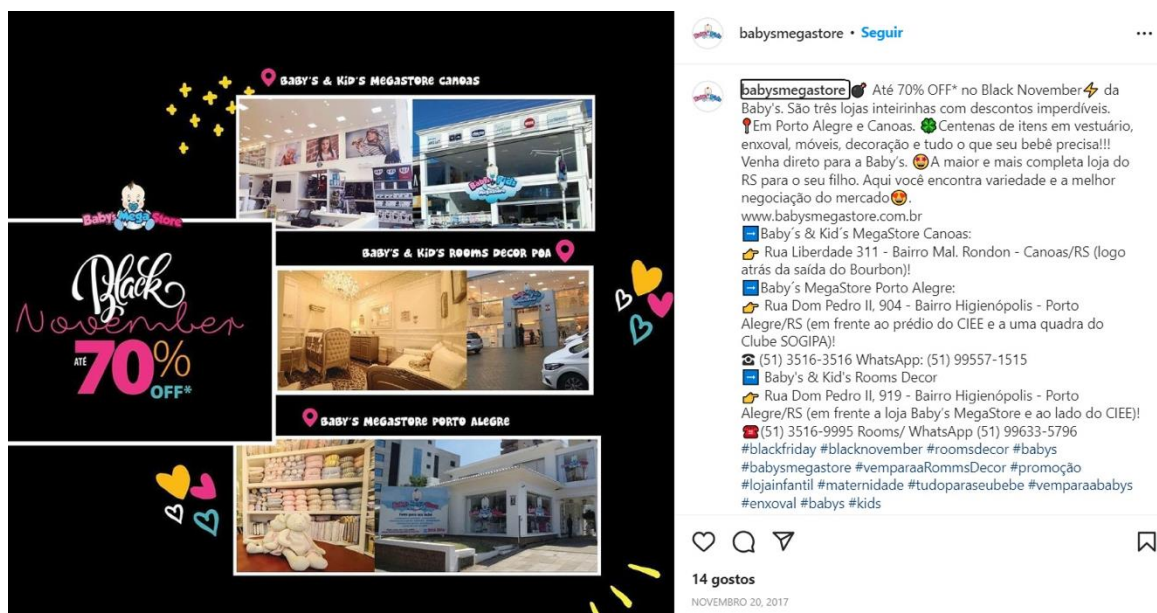 BABY'S & KID'S MEGASTORE CANOAS
Baby's Mega Store
Black
November
ATÉ
70%
OFF*
BABY'S & KID'S ROOMS DECOR POA
BABY'S MEGASTORE PORTO ALEGRE
babysmegastore • Seguir
babysmegastore 💣 Até 70% OFF* no Black November⚡ da
Baby's. São três lojas inteirinhas com descontos imperdíveis.
📍Em Porto Alegre e Canoas. 🍀Centenas de itens em vestuário,
enxoval, móveis, decoração e tudo o que seu bebê precisa!!!
Venha direto para a Baby's. 😍A maior e mais completa loja do
RS para o seu filho. Aqui você encontra variedade e a melhor
negociação do mercado😍.
www.babysmegastore.com.br
➡️Baby´s & Kid´s MegaStore Canoas:
👉 Rua Liberdade 311 - Bairro Mal. Rondon - Canoas/RS (logo
atrás da saída do Bourbon)!
➡️Baby´s MegaStore Porto Alegre:
👉 Rua Dom Pedro II, 904 - Bairro Higienópolis - Porto
Alegre/RS (em frente ao prédio do CIEE e a uma quadra do
Clube SOGIPA)!
☎ (51) 3516-3516 WhatsApp: (51) 99557-1515
➡️ Baby's & Kid's Rooms Decor
👉 Rua Dom Pedro II, 919 - Bairro Higienópolis - Porto
Alegre/RS (em frente a loja Baby's MegaStore e ao lado do CIEE)!
☎️(51) 3516-9995 Rooms/ WhatsApp (51) 99633-5796
#blackfriday #blacknovember #roomsdecor #babys
#babysmegastore #vemparaaRommsDecor #promoção
#lojainfantil #maternidade #tudoparaseubebe #vemparaababys
#enxoval #babys #kids
14 gostos
NOVEMBRO 20, 2017